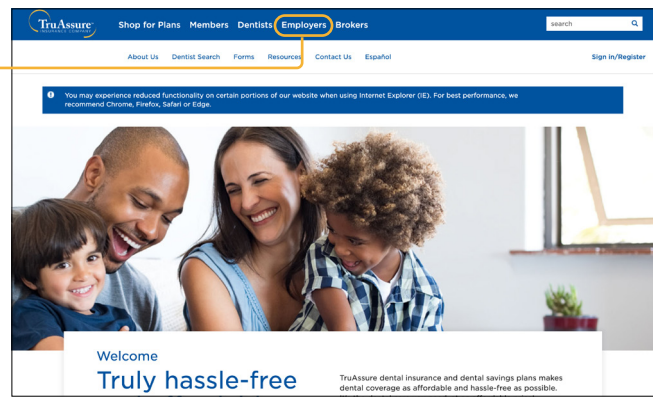 TruAssure
INSURANCE COMPANY
Shop for Plans Members Dentists Employers Brokers
search
About Us Dentist Search Forms Resources Contact Us Español
Sign in/Register
You may experience reduced functionality on certain portions of our website when using Internet Explorer (IE). For best performance, we
recommend Chrome, Firefox, Safari or Edge.
Welcome
Truly hassle-free
TruAssure dental insurance and dental savings plans makes
dental coverage as affordable and hassle-free as possible.